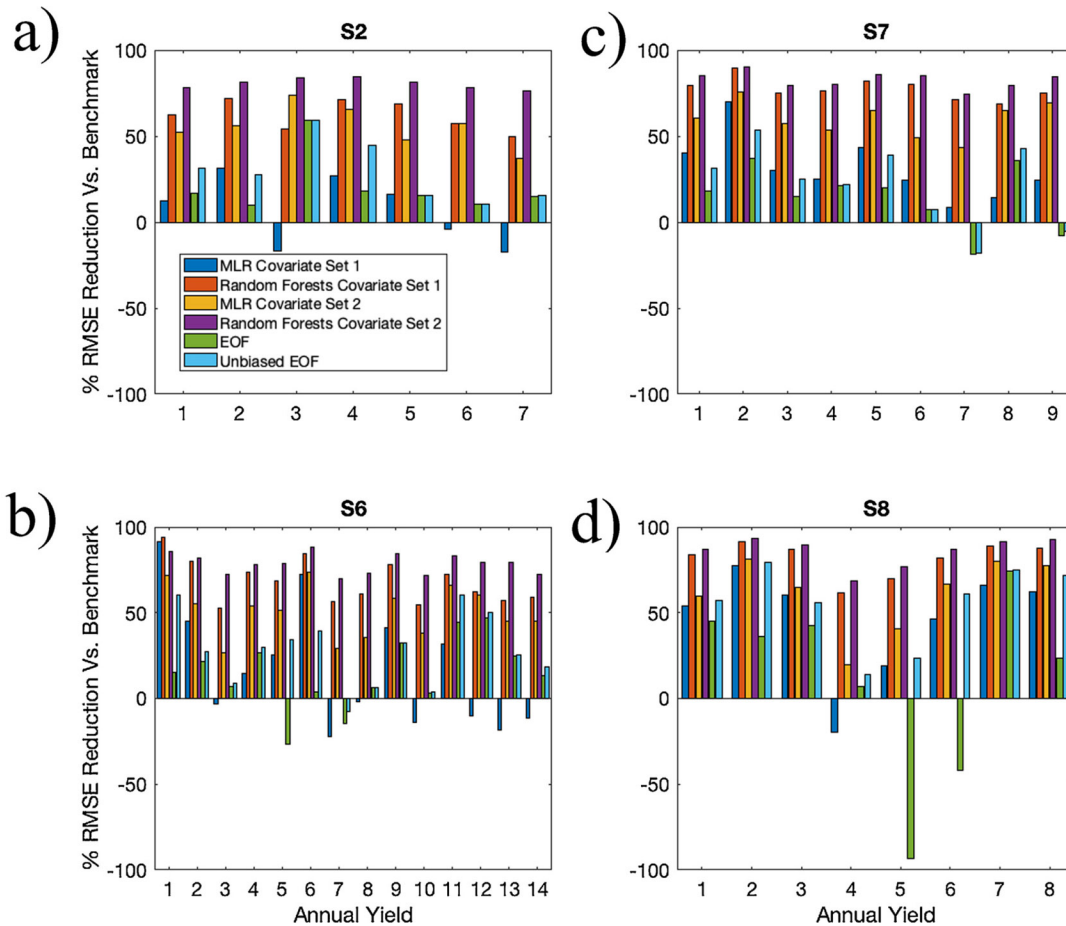 a)
S2
% RMSE Reduction Vs. Benchmark
100
50
0
-50
-100
MLR Covariate Set 1
Random Forests Covariate Set 1
MLR Covariate Set 2
Random Forests Covariate Set 2
EOF
Unbiased EOF
1 2 3 4 5 6 7
c)
S7
100
50
0
-50
-100
1 2 3 4 5 6 7 8 9
b)
S6
% RMSE Reduction Vs. Benchmark
100
50
0
-50
-100
1 2 3 4 5 6 7 8 9 10 11 12 13 14
Annual Yield
d)
S8
100
50
0
-50
-100
1 2 3 4 5 6 7 8
Annual Yield